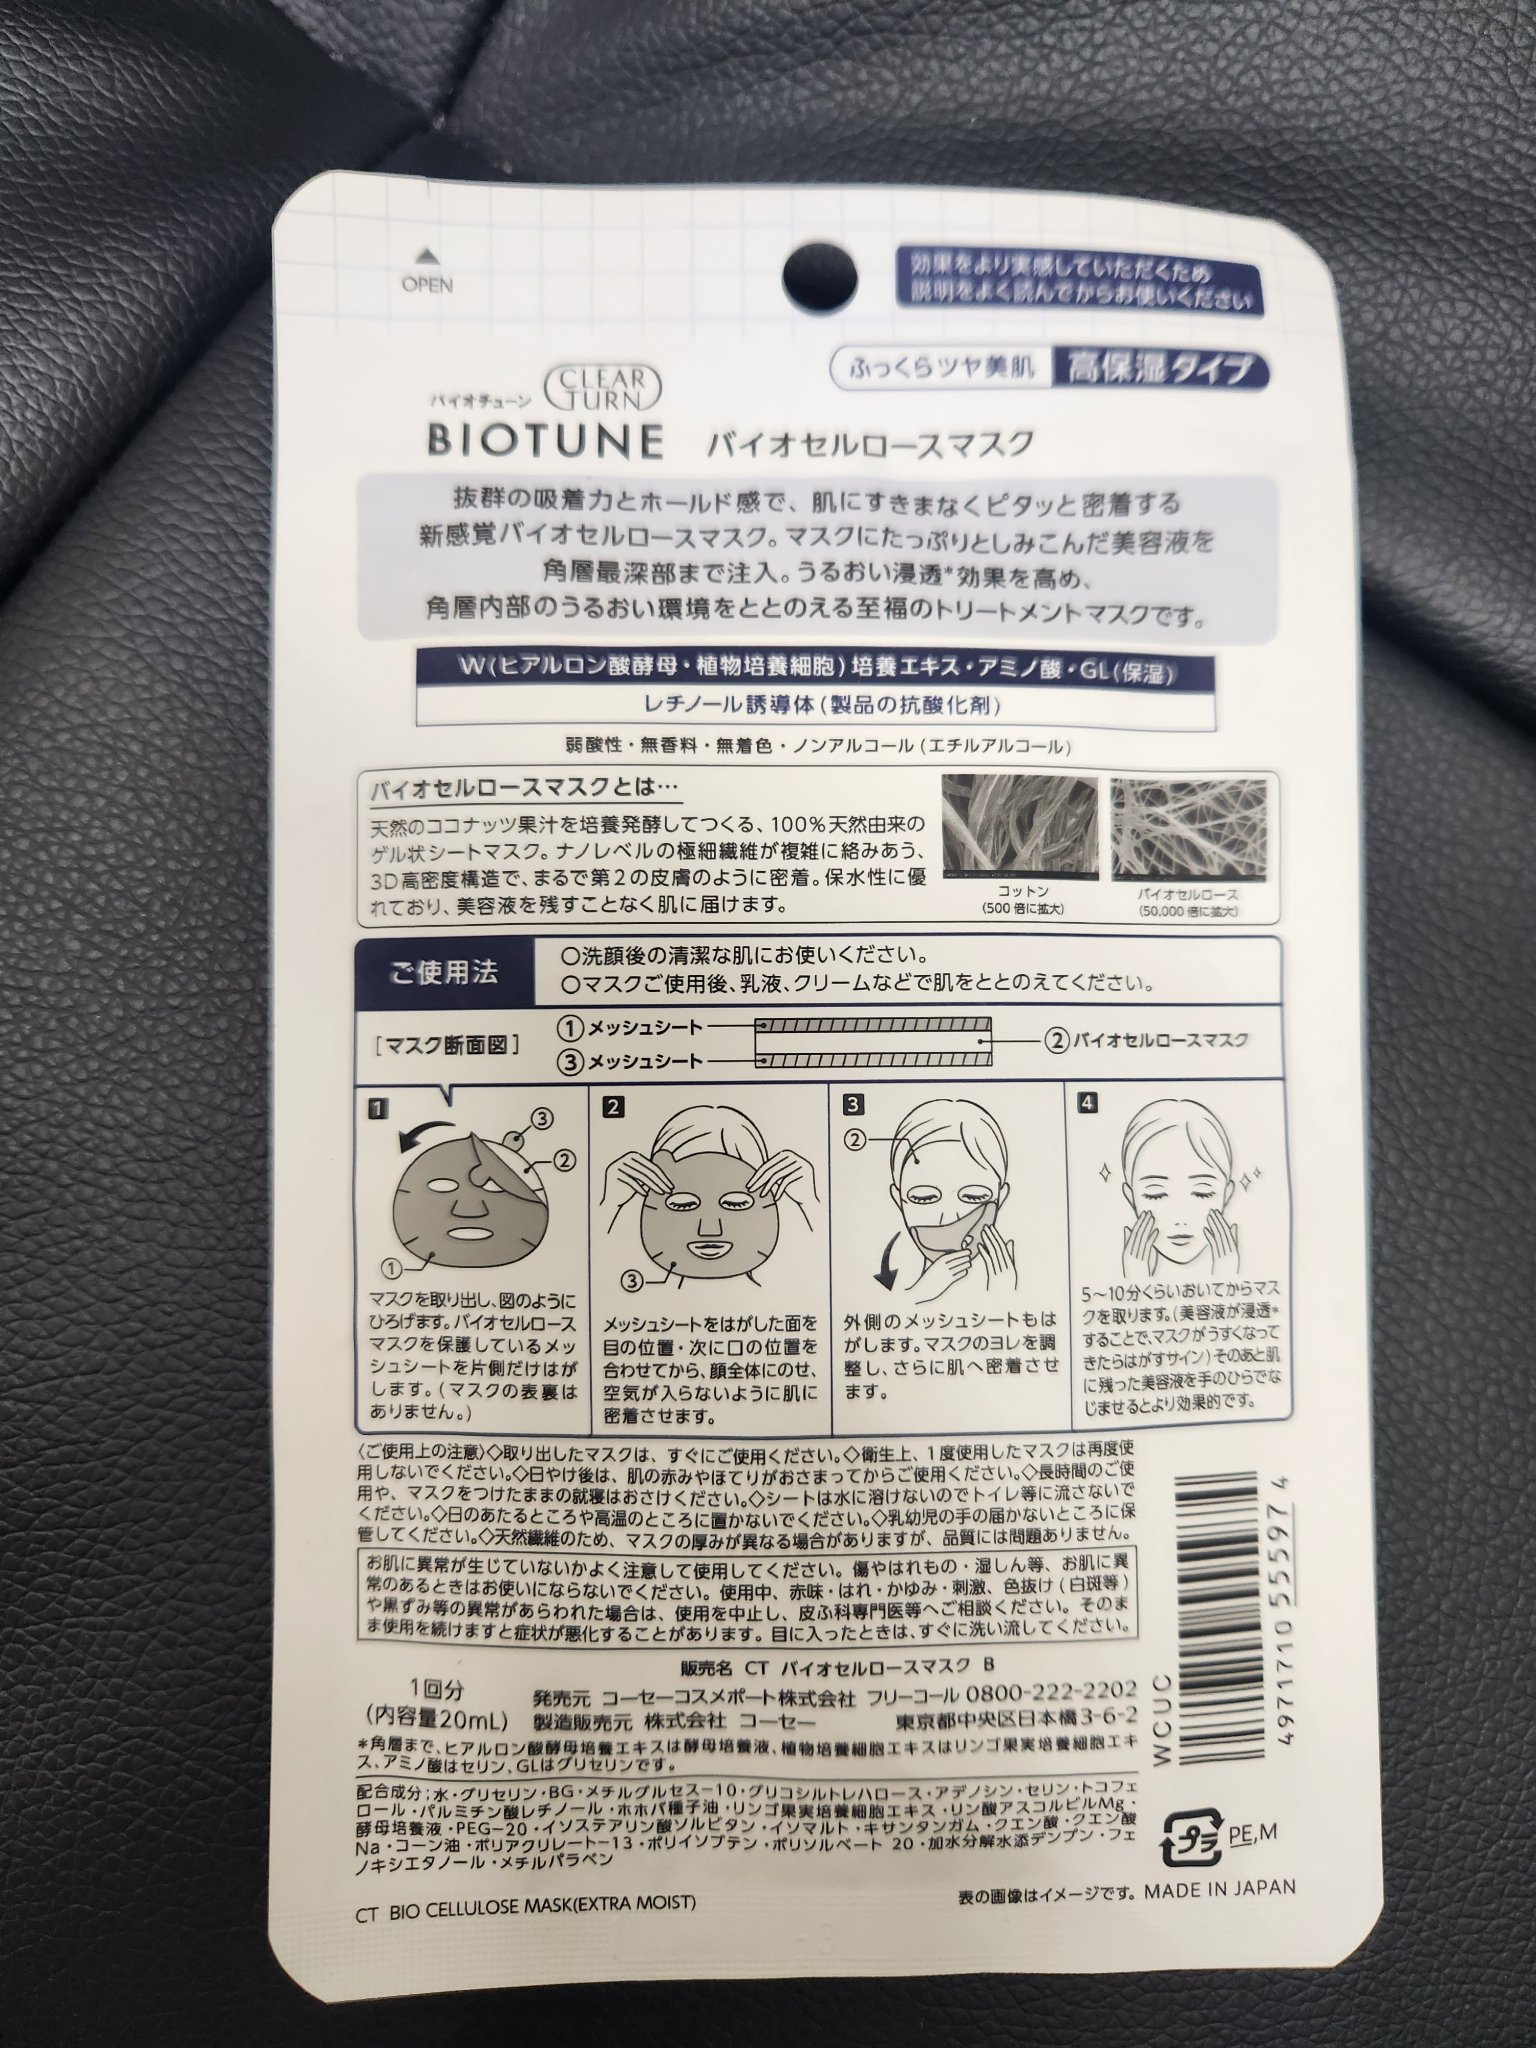 OPEN
効果をより実感していただくため
説明をよく読んでからお使いください
ふっくらツヤ美肌 高保湿タイプ
CLEAR
TURN
バイオチューン
BIOTUNE バイオセルロースマスク
抜群の吸着力とホールド感で、肌にすきまなくピタッと密着する
新感覚バイオセルロースマスク。マスクにたっぷりとしみこんだ美容液を
角層最深部まで注入。うるおい浸透*効果を高め、
角層内部のうるおい環境をととのえる至福のトリートメントマスクです。
W(ヒアルロン酸酵母・植物培養細胞)培養エキス・アミノ酸・GL(保湿)
レチノール誘導体(製品の抗酸化剤)
弱酸性・無香料・無着色・ノンアルコール(エチルアルコール)
バイオセルロースマスクとは…
天然のココナッツ果汁を培養発酵してつくる、100%天然由来の
ゲル状シートマスク。ナノレベルの極細繊維が複雑に絡みあう、
3D高密度構造で、まるで第2の皮膚のように密着。保水性に優
れており、美容液を残すことなく肌に届けます。
コットン
(500倍に拡大)
バイオセルロース
(50,000倍に拡大)
ご使用法
○洗顔後の清潔な肌にお使いください。
○マスクご使用後、乳液、クリームなどで肌をととのえてください。
[マスク断面図]
①メッシュシート
③メッシュシート
②バイオセルロースマスク
1
③
②
①
マスクを取り出し、図のように
ひろげます。バイオセルロース
マスクを保護しているメッ
シュシートを片側だけはが
します。(マスクの表裏は
ありません。)
2
③
メッシュシートをはがした面を
目の位置・次に口の位置を
合わせてから、顔全体にのせ、
空気が入らないように肌に
密着させます。
3
②
外側のメッシュシートもは
がします。マスクのヨレを調
整し、さらに肌へ密着させ
ます。
4
5～10分くらいおいてからマス
クを取ります。(美容液が浸透*
することで、マスクがうすくなって
きたらはがすサイン)そのあと肌
に残った美容液を手のひらでな
じませるとより効果的です。
〈ご使用上の注意〉◇取り出したマスクは、すぐにご使用ください。◇衛生上、1度使用したマスクは再度使
用しないでください。◇日やけ後は、肌の赤みやほてりがおさまってからご使用ください。◇長時間のご使
用や、マスクをつけたままの就寝はおさけください。◇シートは水に溶けないのでトイレ等に流さないで
ください。◇日のあたるところや高温のところに置かないでください。◇乳幼児の手の届かないところに保
管してください。◇天然繊維のため、マスクの厚みが異なる場合がありますが、品質には問題ありません。
お肌に異常が生じていないかよく注意して使用してください。傷やはれもの・湿しん等、お肌に異
常のあるときはお使いにならないでください。使用中、赤味・はれ・かゆみ・刺激、色抜け(白斑等)
や黒ずみ等の異常があらわれた場合は、使用を中止し、皮ふ科専門医等へご相談ください。そのま
ま使用を続けますと症状が悪化することがあります。目に入ったときは、すぐに洗い流してください。
販売名 CT バイオセルロースマスク B
1回分
(内容量20mL)
発売元 コーセーコスメポート株式会社 フリーコール 0800-222-2202
製造販売元 株式会社 コーセー 東京都中央区日本橋3-6-2
*角層まで、ヒアルロン酸酵母培養エキスは酵母培養液、植物培養細胞エキスはリンゴ果実培養細胞エキ
ス、アミノ酸はセリン、GLはグリセリンです。
配合成分;水・グリセリン・BG・メチルグルセス-10・グリコシルトレハロース・アデノシン・セリン・トコフェ
ロール・パルミチン酸レチノール・ホホバ種子油・リンゴ果実培養細胞エキス・リン酸アスコルビルMg・
酵母培養液・PEG-20・イソステアリン酸ソルビタン・イソマルト・キサンタンガム・クエン酸・クエン酸
Na・コーン油・ポリアクリレート-13・ポリイソブテン・ポリソルベート 20・加水分解水添デンプン・フェ
ノキシエタノール・メチルパラベン
CT BIO CELLULOSE MASK(EXTRA MOIST)
WCUC
4971710 555974
プラ PE,M
表の画像はイメージです。 MADE IN JAPAN